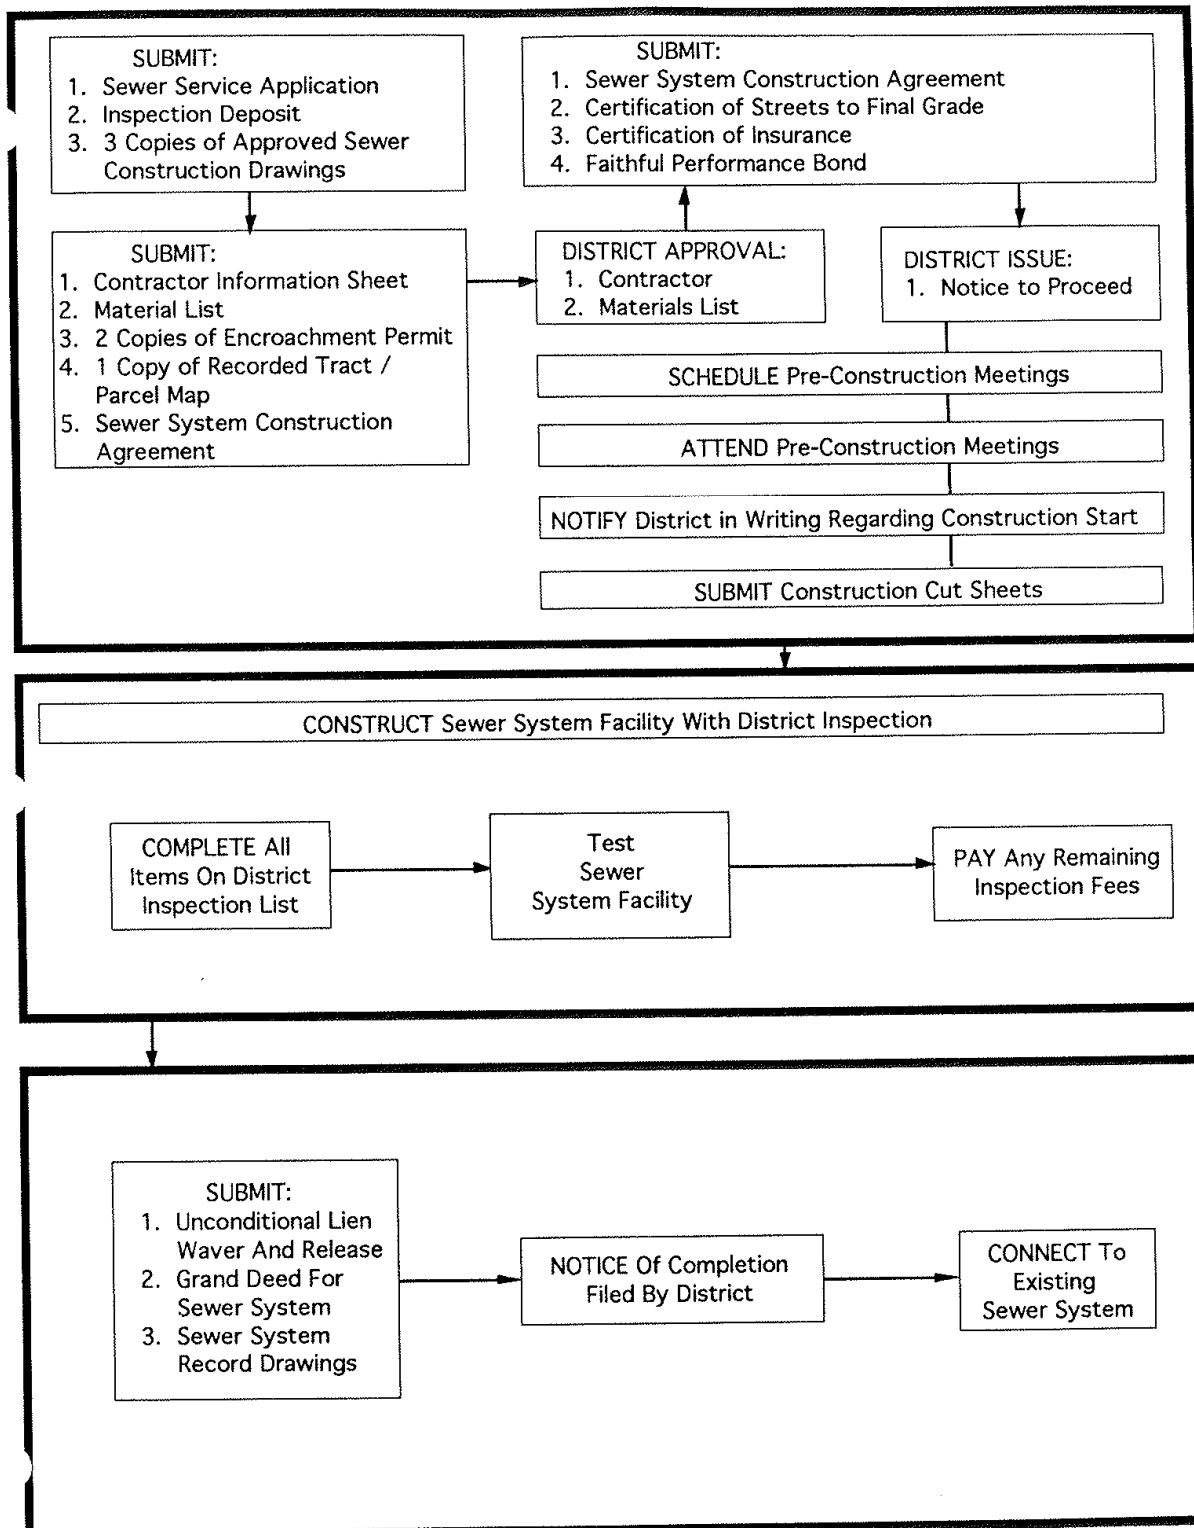 SUBMIT:
1. Sewer Service Application
2. Inspection Deposit
3. 3 Copies of Approved Sewer
Construction Drawings
SUBMIT:
1. Contractor Information Sheet
2. Material List
3. 2 Copies of Encroachment Permit
4. 1 Copy of Recorded Tract /
Parcel Map
5. Sewer System Construction
Agreement
DISTRICT APPROVAL:
1. Contractor
2. Materials List
SUBMIT:
1. Sewer System Construction Agreement
2. Certification of Streets to Final Grade
3. Certification of Insurance
4. Faithful Performance Bond
DISTRICT ISSUE:
1. Notice to Proceed
SCHEDULE Pre-Construction Meetings
ATTEND Pre-Construction Meetings
NOTIFY District in Writing Regarding Construction Start
SUBMIT Construction Cut Sheets
CONSTRUCT Sewer System Facility With District Inspection
COMPLETE All
Items On District
Inspection List
Test
Sewer
System Facility
PAY Any Remaining
Inspection Fees
SUBMIT:
1. Unconditional Lien
Waver And Release
2. Grand Deed For
Sewer System
3. Sewer System
Record Drawings
NOTICE Of Completion
Filed By District
CONNECT To
Existing
Sewer System